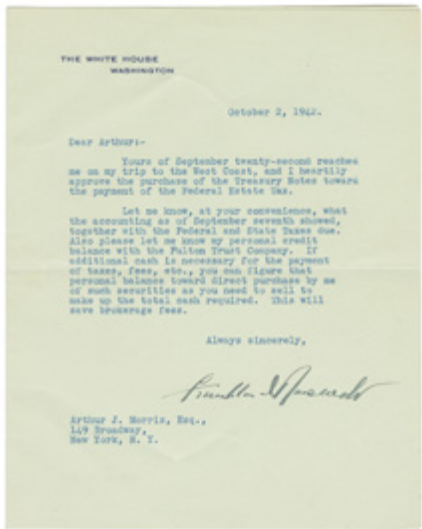 THE WHITE HOUSE
WASHINGTON
October 2, 1942.
Dear Arthur:-
Yours of September twenty-second reached
me on my trip to the West Coast, and I heartily
approve the purchase of the Treasury Notes toward
the payment of the Federal Estate Tax.
Let me know, at your convenience, what
the accounting as of September seventh showed,
together with the Federal and State Taxes due.
Also please let me know my personal credit
balance with the Fulton Trust Company. If
additional cash is necessary for the payment
of taxes, fees, etc., you can figure that
personal balance toward direct purchase by me
of such securities as you need to sell to
make up the total cash required. This will
save brokerage fees.
Always sincerely,
Franklin D Roosevelt
Arthur J. Morris, Esq.,
149 Broadway,
New York, N. Y.